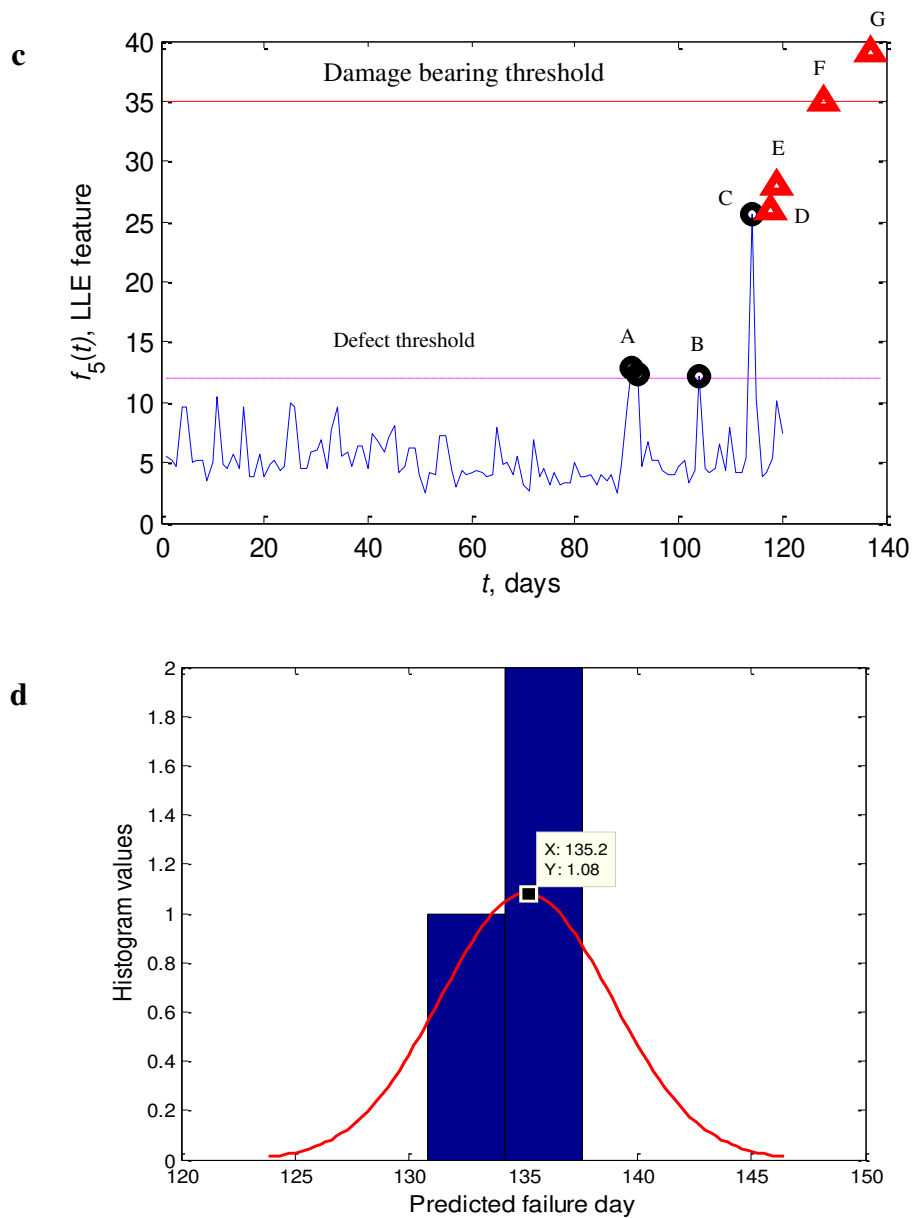 c
G
40
Damage bearing threshold
F
35
30
E
C
D
25
f5(t), LLE feature
20
15
A
Defect threshold
B
10
5
0
0 20 40 60 80 100 120 140
t, days
d
2
1.8
1.6
1.4
1.2
X: 135.2
Y: 1.08
1
Histogram values
0.8
0.6
0.4
0.2
0
120 125 130 135 140 145 150
Predicted failure day